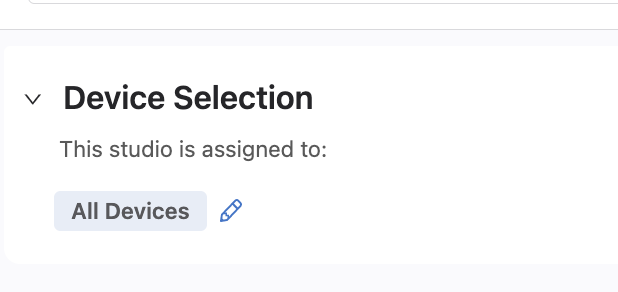 Device Selection
This studio is assigned to:
All Devices